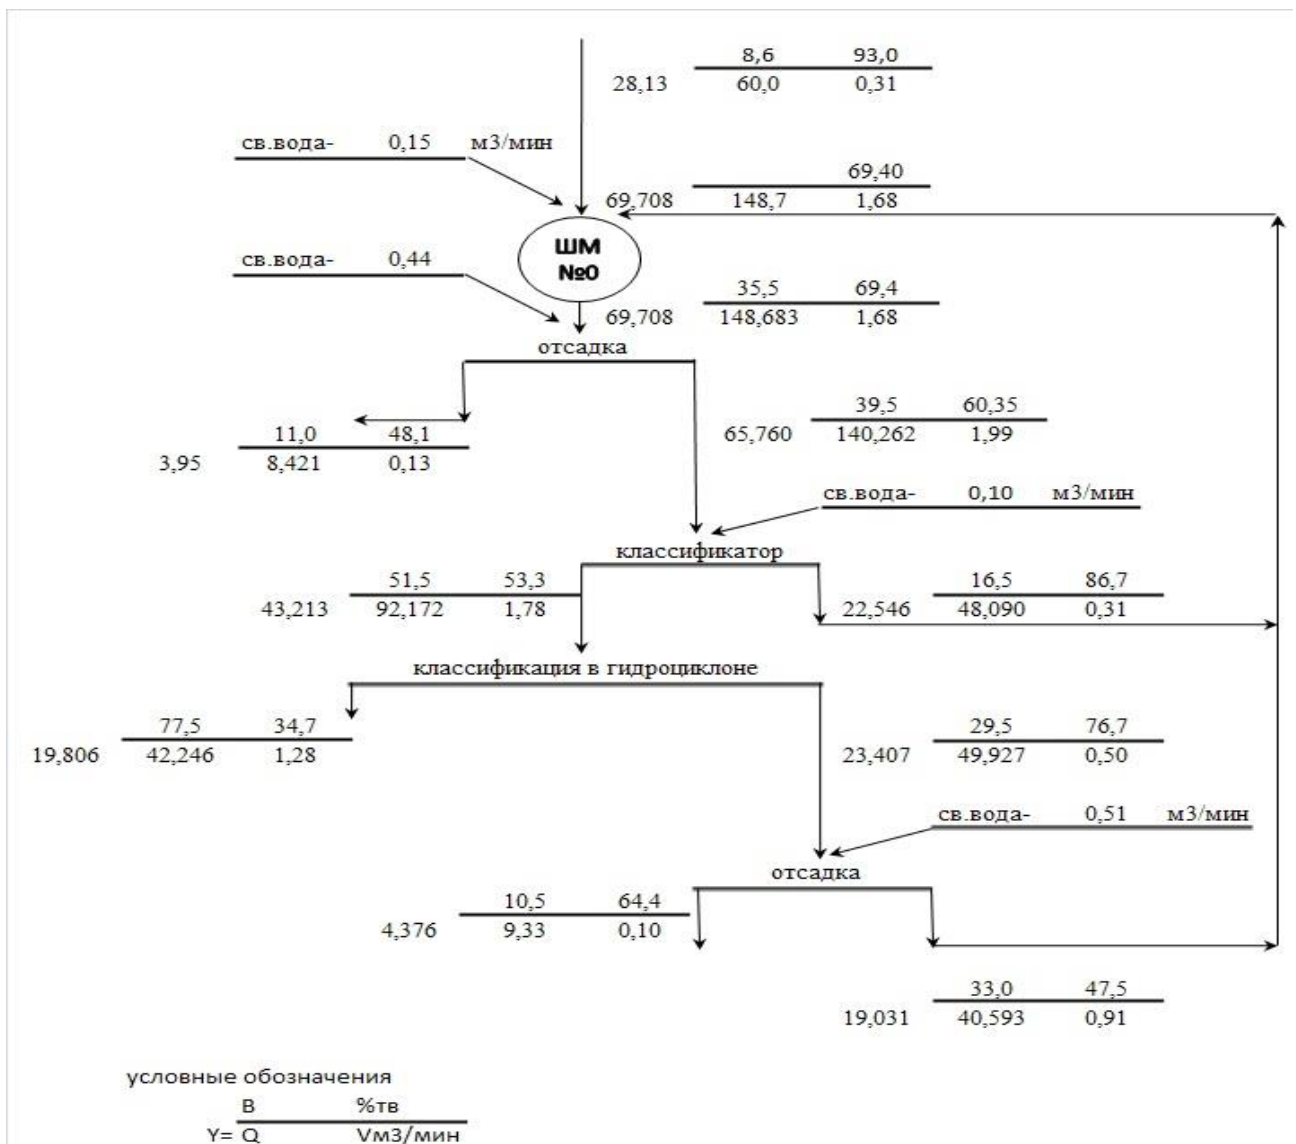 8,6 93,0
28,13 60,0 0,31
св.вода- 0,15 м3/мин
69,40
69,708 148,7 1,68
ШМ
№0
св.вода- 0,44
35,5 69,4
69,708 148,683 1,68
отсадка
39,5 60,35
65,760 140,262 1,99
11,0 48,1
3,95 8,421 0,13
св.вода- 0,10 м3/мин
классификатор
51,5 53,3
43,213 92,172 1,78
16,5 86,7
22,546 48,090 0,31
классификация в гидроциклоне
77,5 34,7
19,806 42,246 1,28
29,5 76,7
23,407 49,927 0,50
св.вода- 0,51 м3/мин
отсадка
10,5 64,4
4,376 9,33 0,10
33,0 47,5
19,031 40,593 0,91
условные обозначения
В %тв
Y= Q Vм3/мин